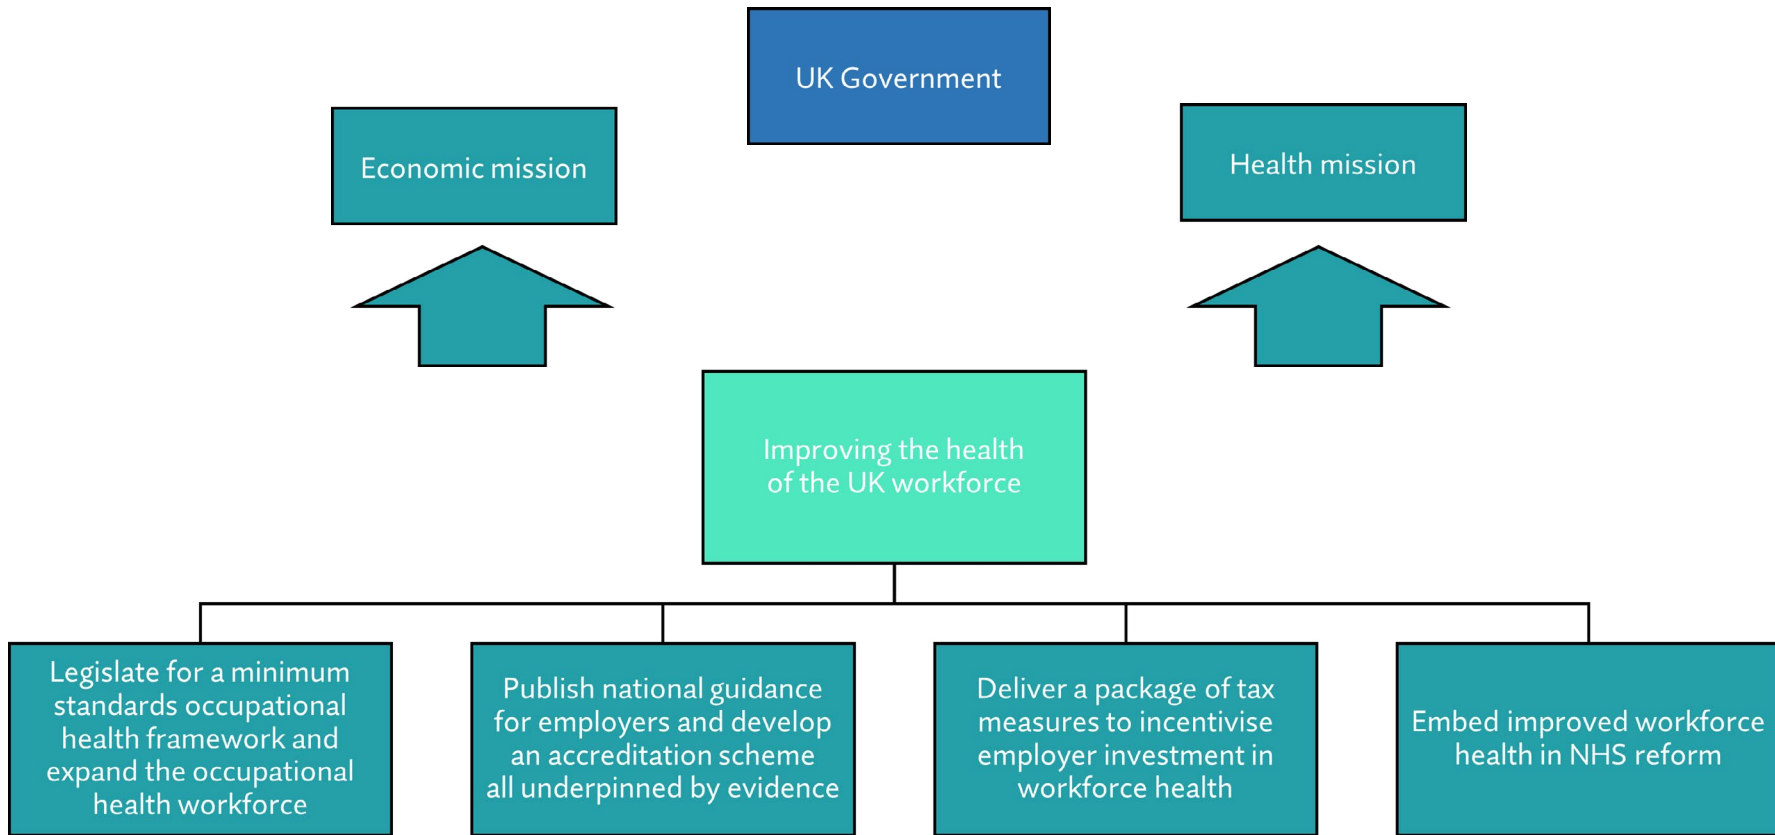 UK Government
Economic mission
Health mission
Improving the health
of the UK workforce
Legislate for a minimum
standards occupational
health framework and
expand the occupational
health workforce
Publish national guidance
for employers and develop
an accreditation scheme
all underpinned by evidence
Deliver a package of tax
measures to incentivise
employer investment in
workforce health
Embed improved workforce
health in NHS reform